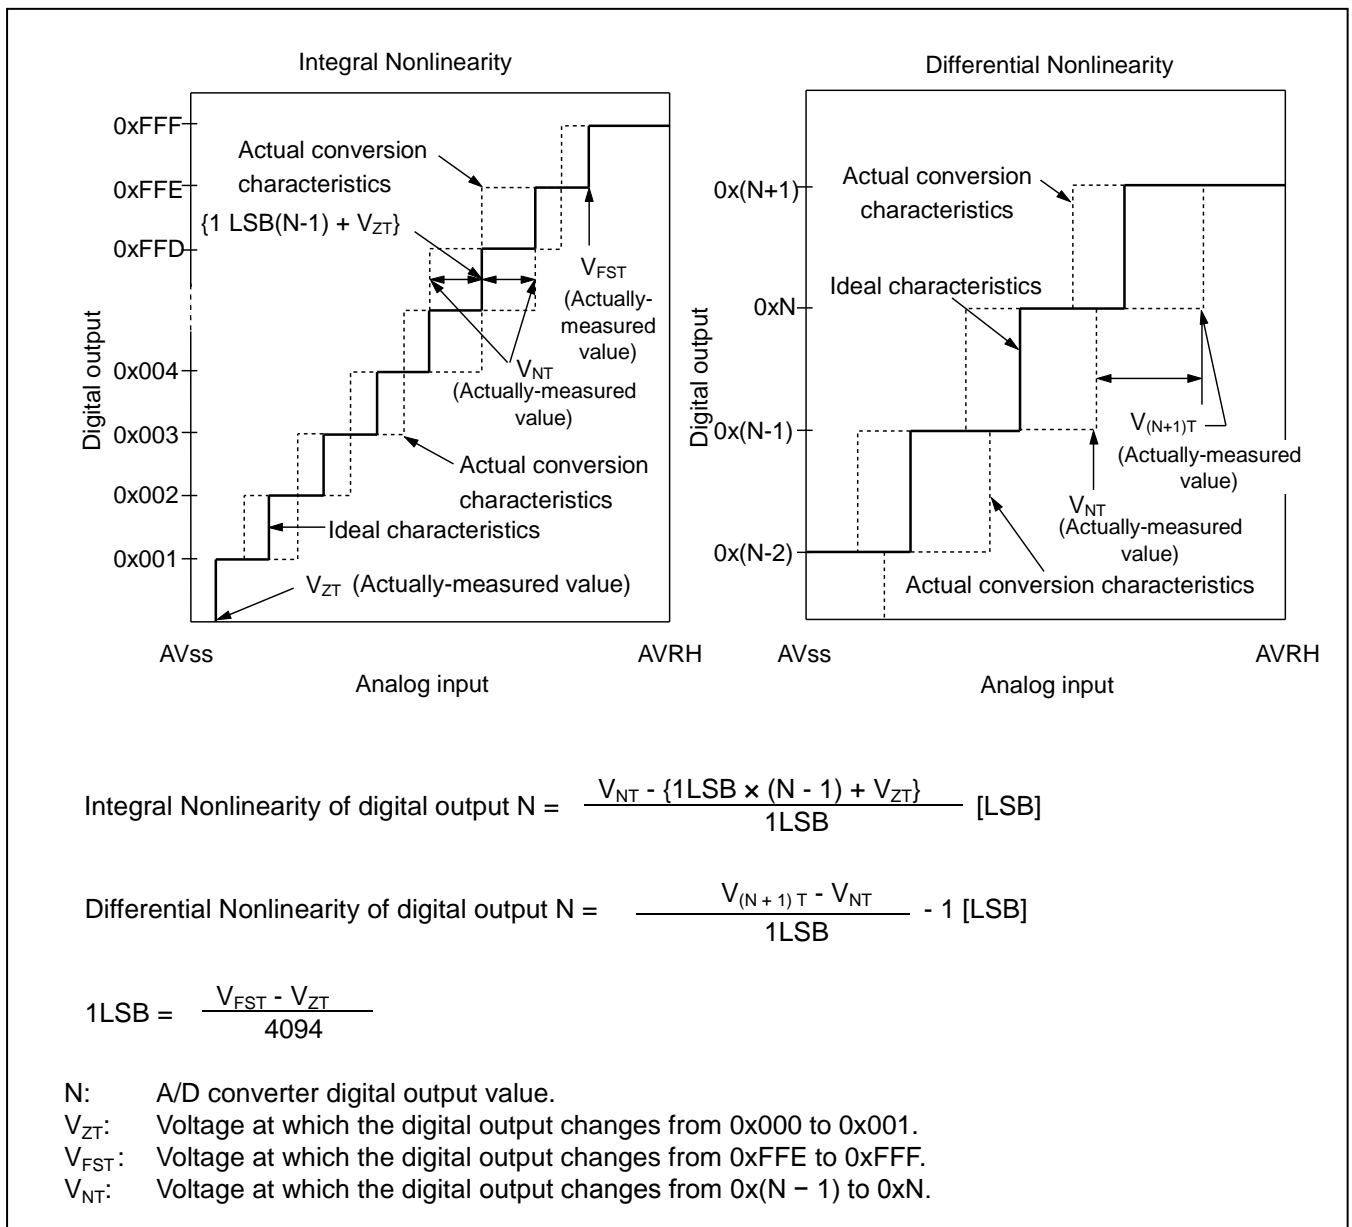 Integral Nonlinearity
0xFFF
0xFFE
0xFFD
0x004
0x003
0x002
0x001
Digital output
Actual conversion
characteristics
{1 LSB(N-1) + VZT}
VFST
(Actually-
measured
value)
VNT
(Actually-measured
value)
Actual conversion
characteristics
Ideal characteristics
VZT (Actually-measured value)
AVss
AVRH
Analog input
Differential Nonlinearity
0x(N+1)
0xN
0x(N-1)
0x(N-2)
Digital output
Actual conversion
characteristics
Ideal characteristics
V(N+1)T
(Actually-measured
value)
VNT
(Actually-measured
value)
Actual conversion characteristics
AVss
AVRH
Analog input
Integral Nonlinearity of digital output N = VNT - {1LSB × (N - 1) + VZT} [LSB]
1LSB
Differential Nonlinearity of digital output N = V(N + 1) T - VNT - 1 [LSB]
1LSB
1LSB = VFST - VZT
4094
N: A/D converter digital output value.
VZT: Voltage at which the digital output changes from 0x000 to 0x001.
VFST: Voltage at which the digital output changes from 0xFFE to 0xFFF.
VNT: Voltage at which the digital output changes from 0x(N − 1) to 0xN.